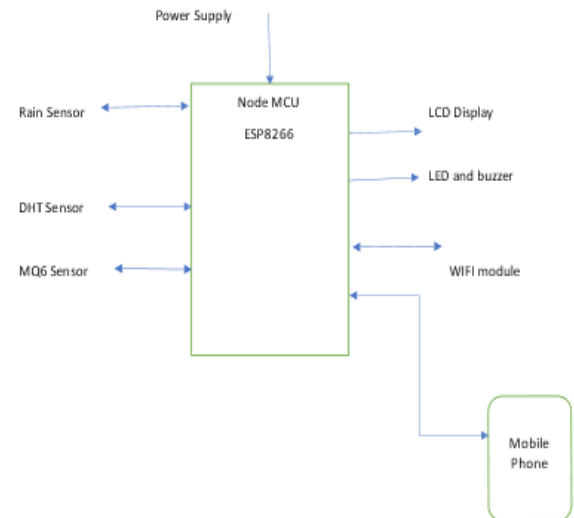 Power Supply
Node MCU
ESP8266
Rain Sensor
LCD Display
LED and buzzer
DHT Sensor
MQ6 Sensor
WIFI module
Mobile
Phone